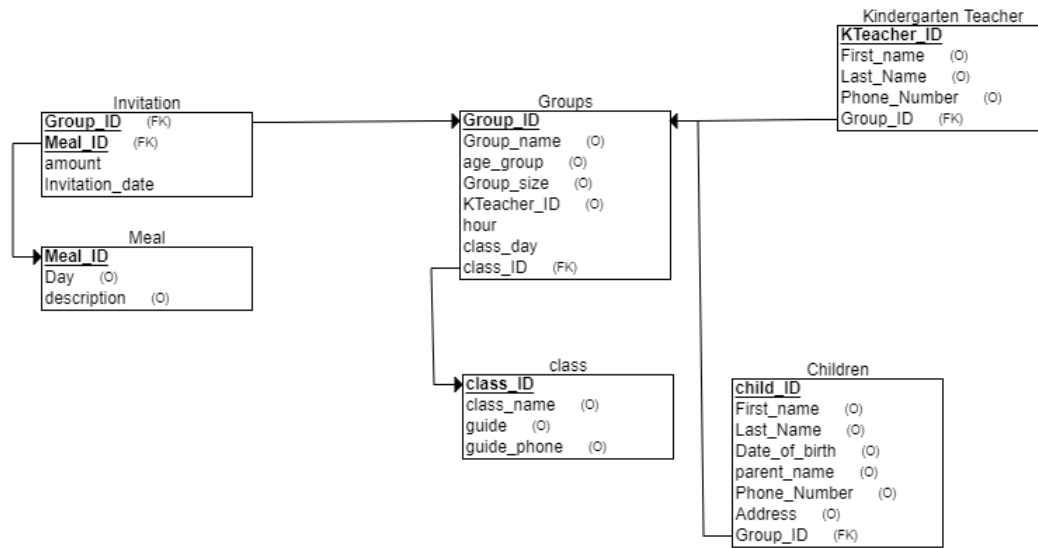 Kindergarten Teacher
KTeacher_ID
First_name (O)
Last_Name (O)
Phone_Number (O)
Group_ID (FK)
Invitation
Group_ID (FK)
Meal_ID (FK)
amount
Invitation_date
Groups
Group_ID
Group_name (O)
age_group (O)
Group_size (O)
KTeacher_ID (O)
hour
class_day
class_ID (FK)
Meal
Meal_ID
Day (O)
description (O)
class
class_ID
class_name (O)
guide (O)
guide_phone (O)
Children
child_ID
First_name (O)
Last_Name (O)
Date_of_birth (O)
parent_name (O)
Phone_Number (O)
Address (O)
Group_ID (FK)